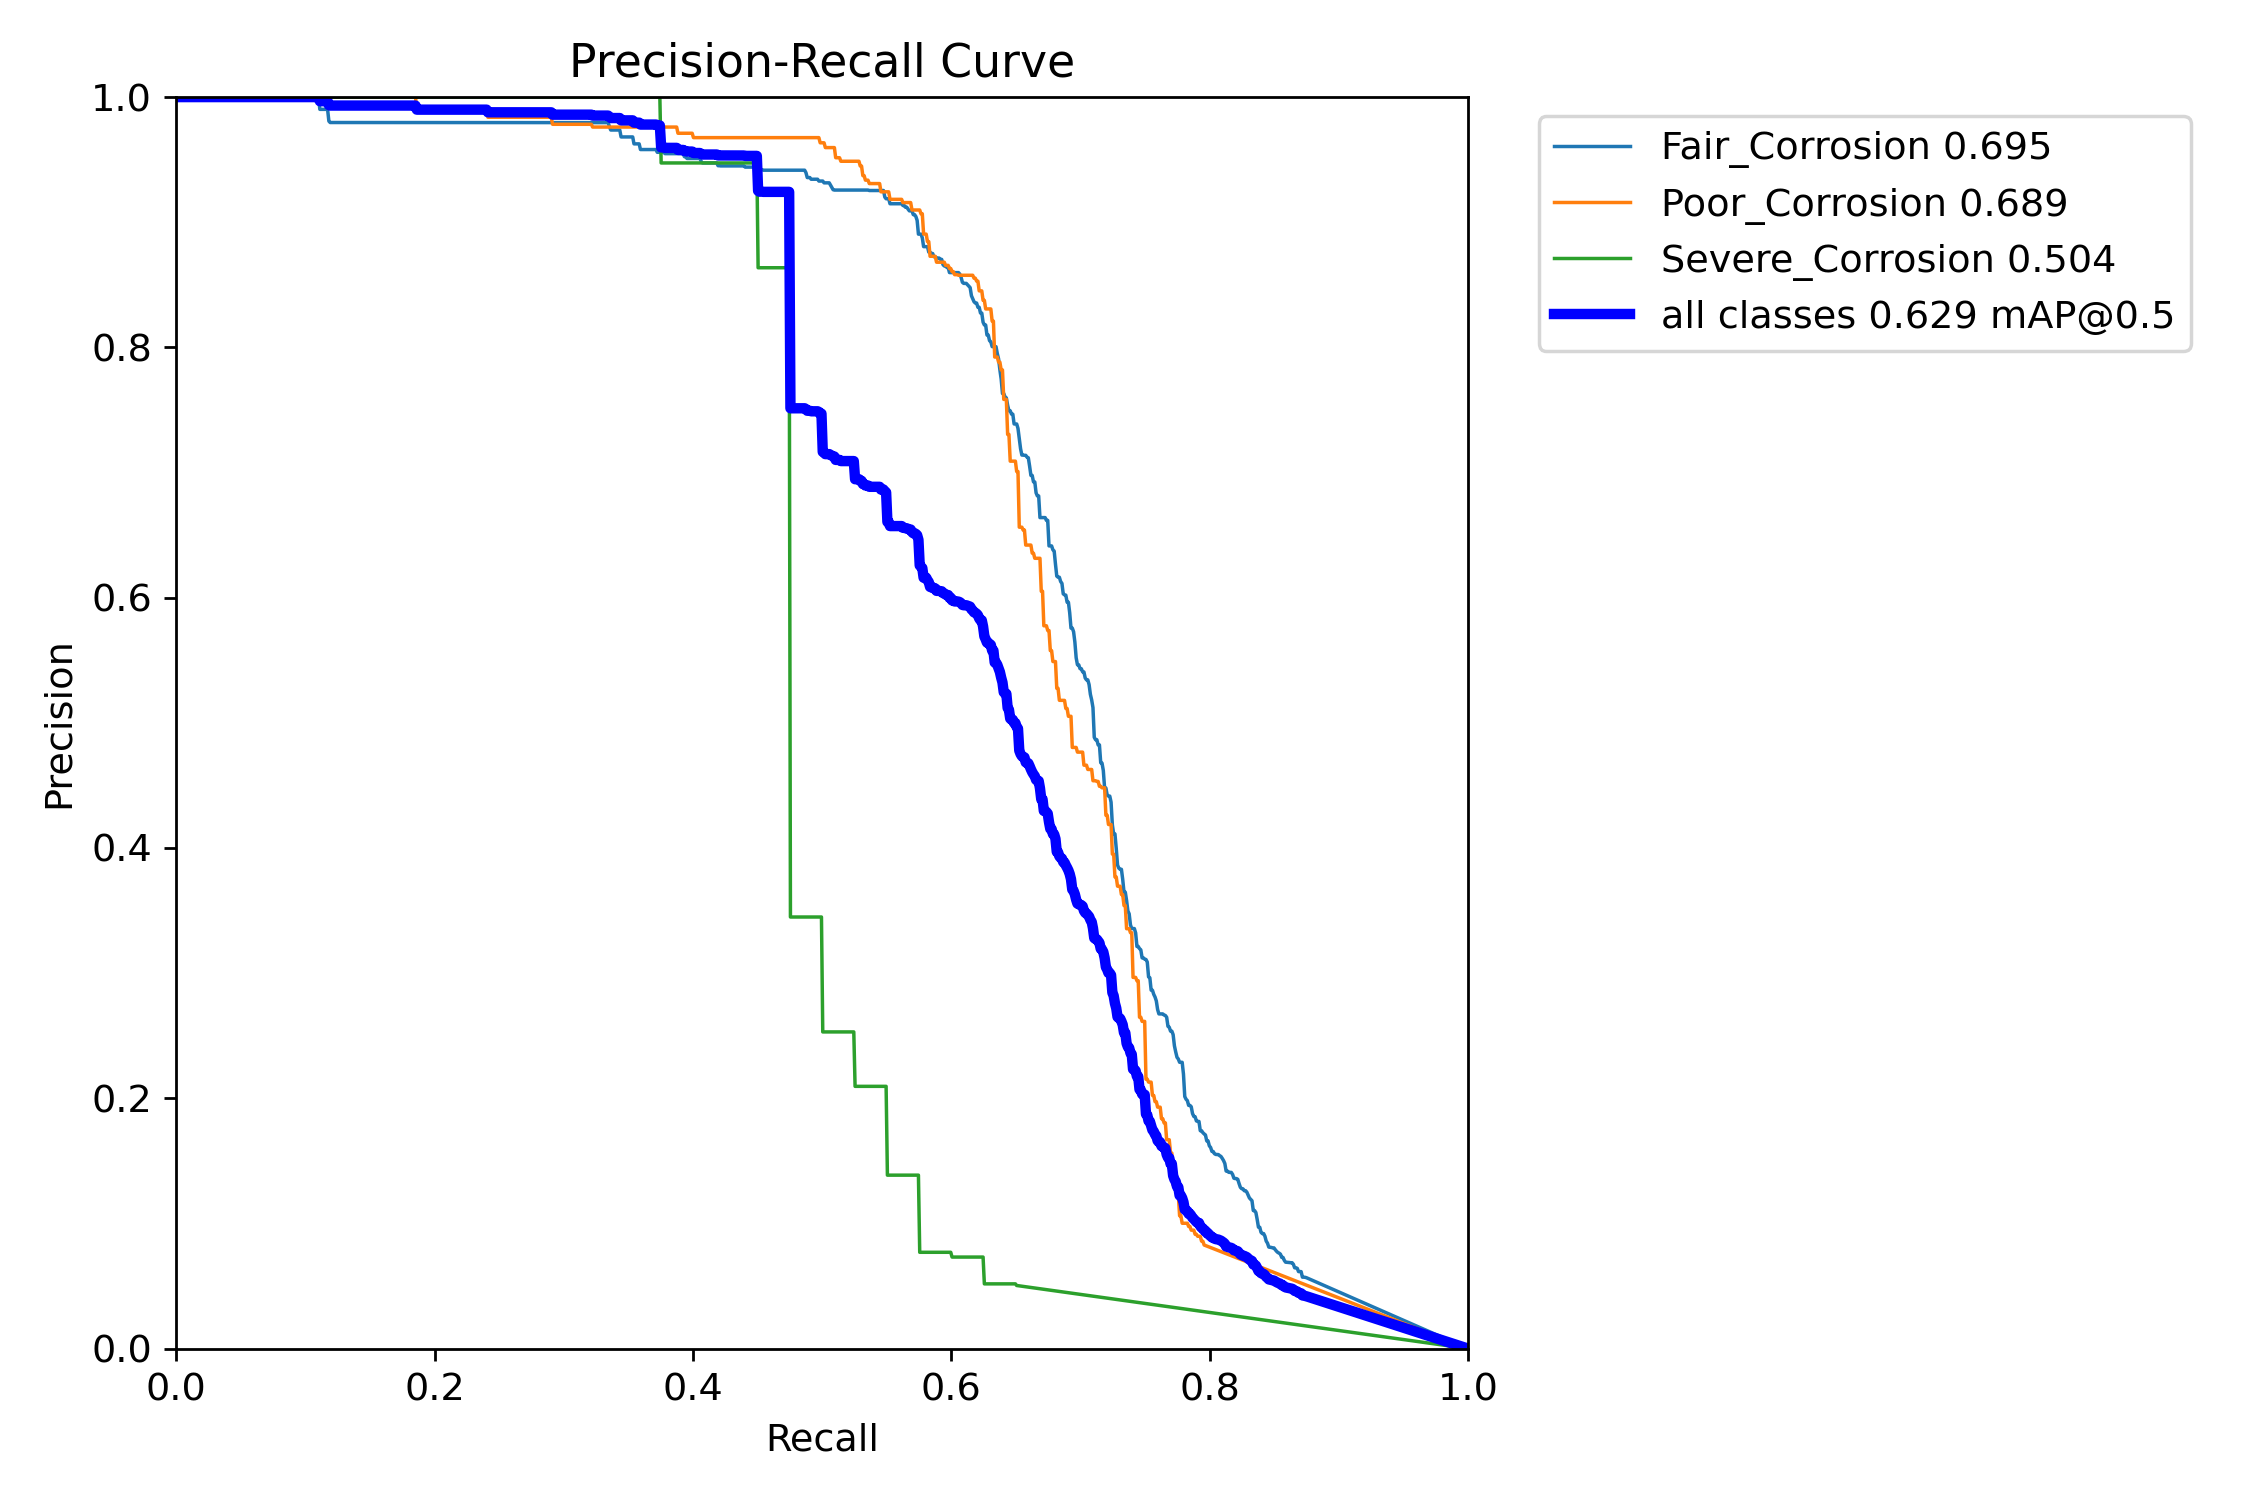 Precision-Recall Curve
1.0
0.8
0.6
0.4
0.2
0.0
Precision
0.0 0.2 0.4 0.6 0.8 1.0
Recall
Fair_Corrosion 0.695
Poor_Corrosion 0.689
Severe_Corrosion 0.504
all classes 0.629 mAP@0.5